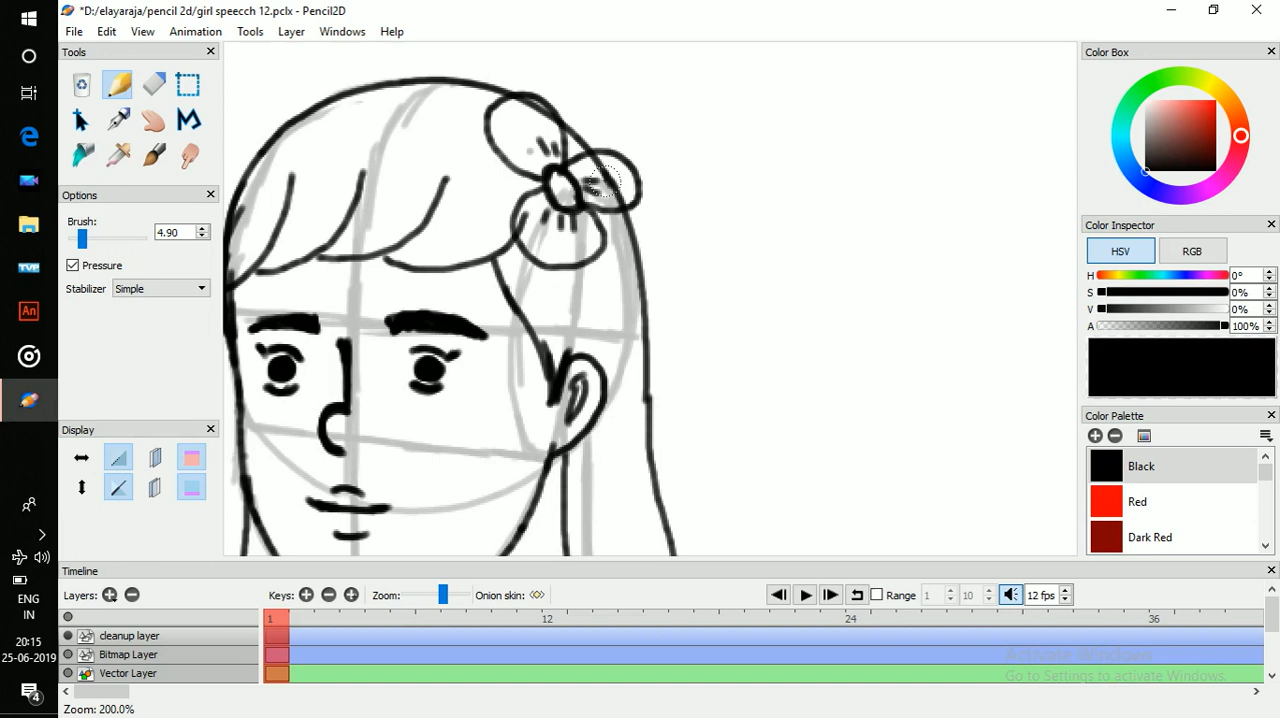 *D:/elayaraja/pencil 2d/girl speecch 12.pclx - Pencil2D
File Edit View Animation Tools Layer Windows Help
Tools
Options
Brush:
4.90
Pressure
Stabilizer Simple
Display
Color Box
Color Inspector
HSV RGB
H 0°
S 0%
V 0%
A 100%
Color Palette
Black
Red
Dark Red
Timeline
Layers: Keys: Zoom: Onion skin: Range 1 10 12 fps
1 12 24 36
cleanup layer
Bitmap Layer
Vector Layer
Zoom: 200.0%
Activate Windows
Go to Settings to activate Windows.
TVP
An
ENG
IN
20:15
25-06-2019
4